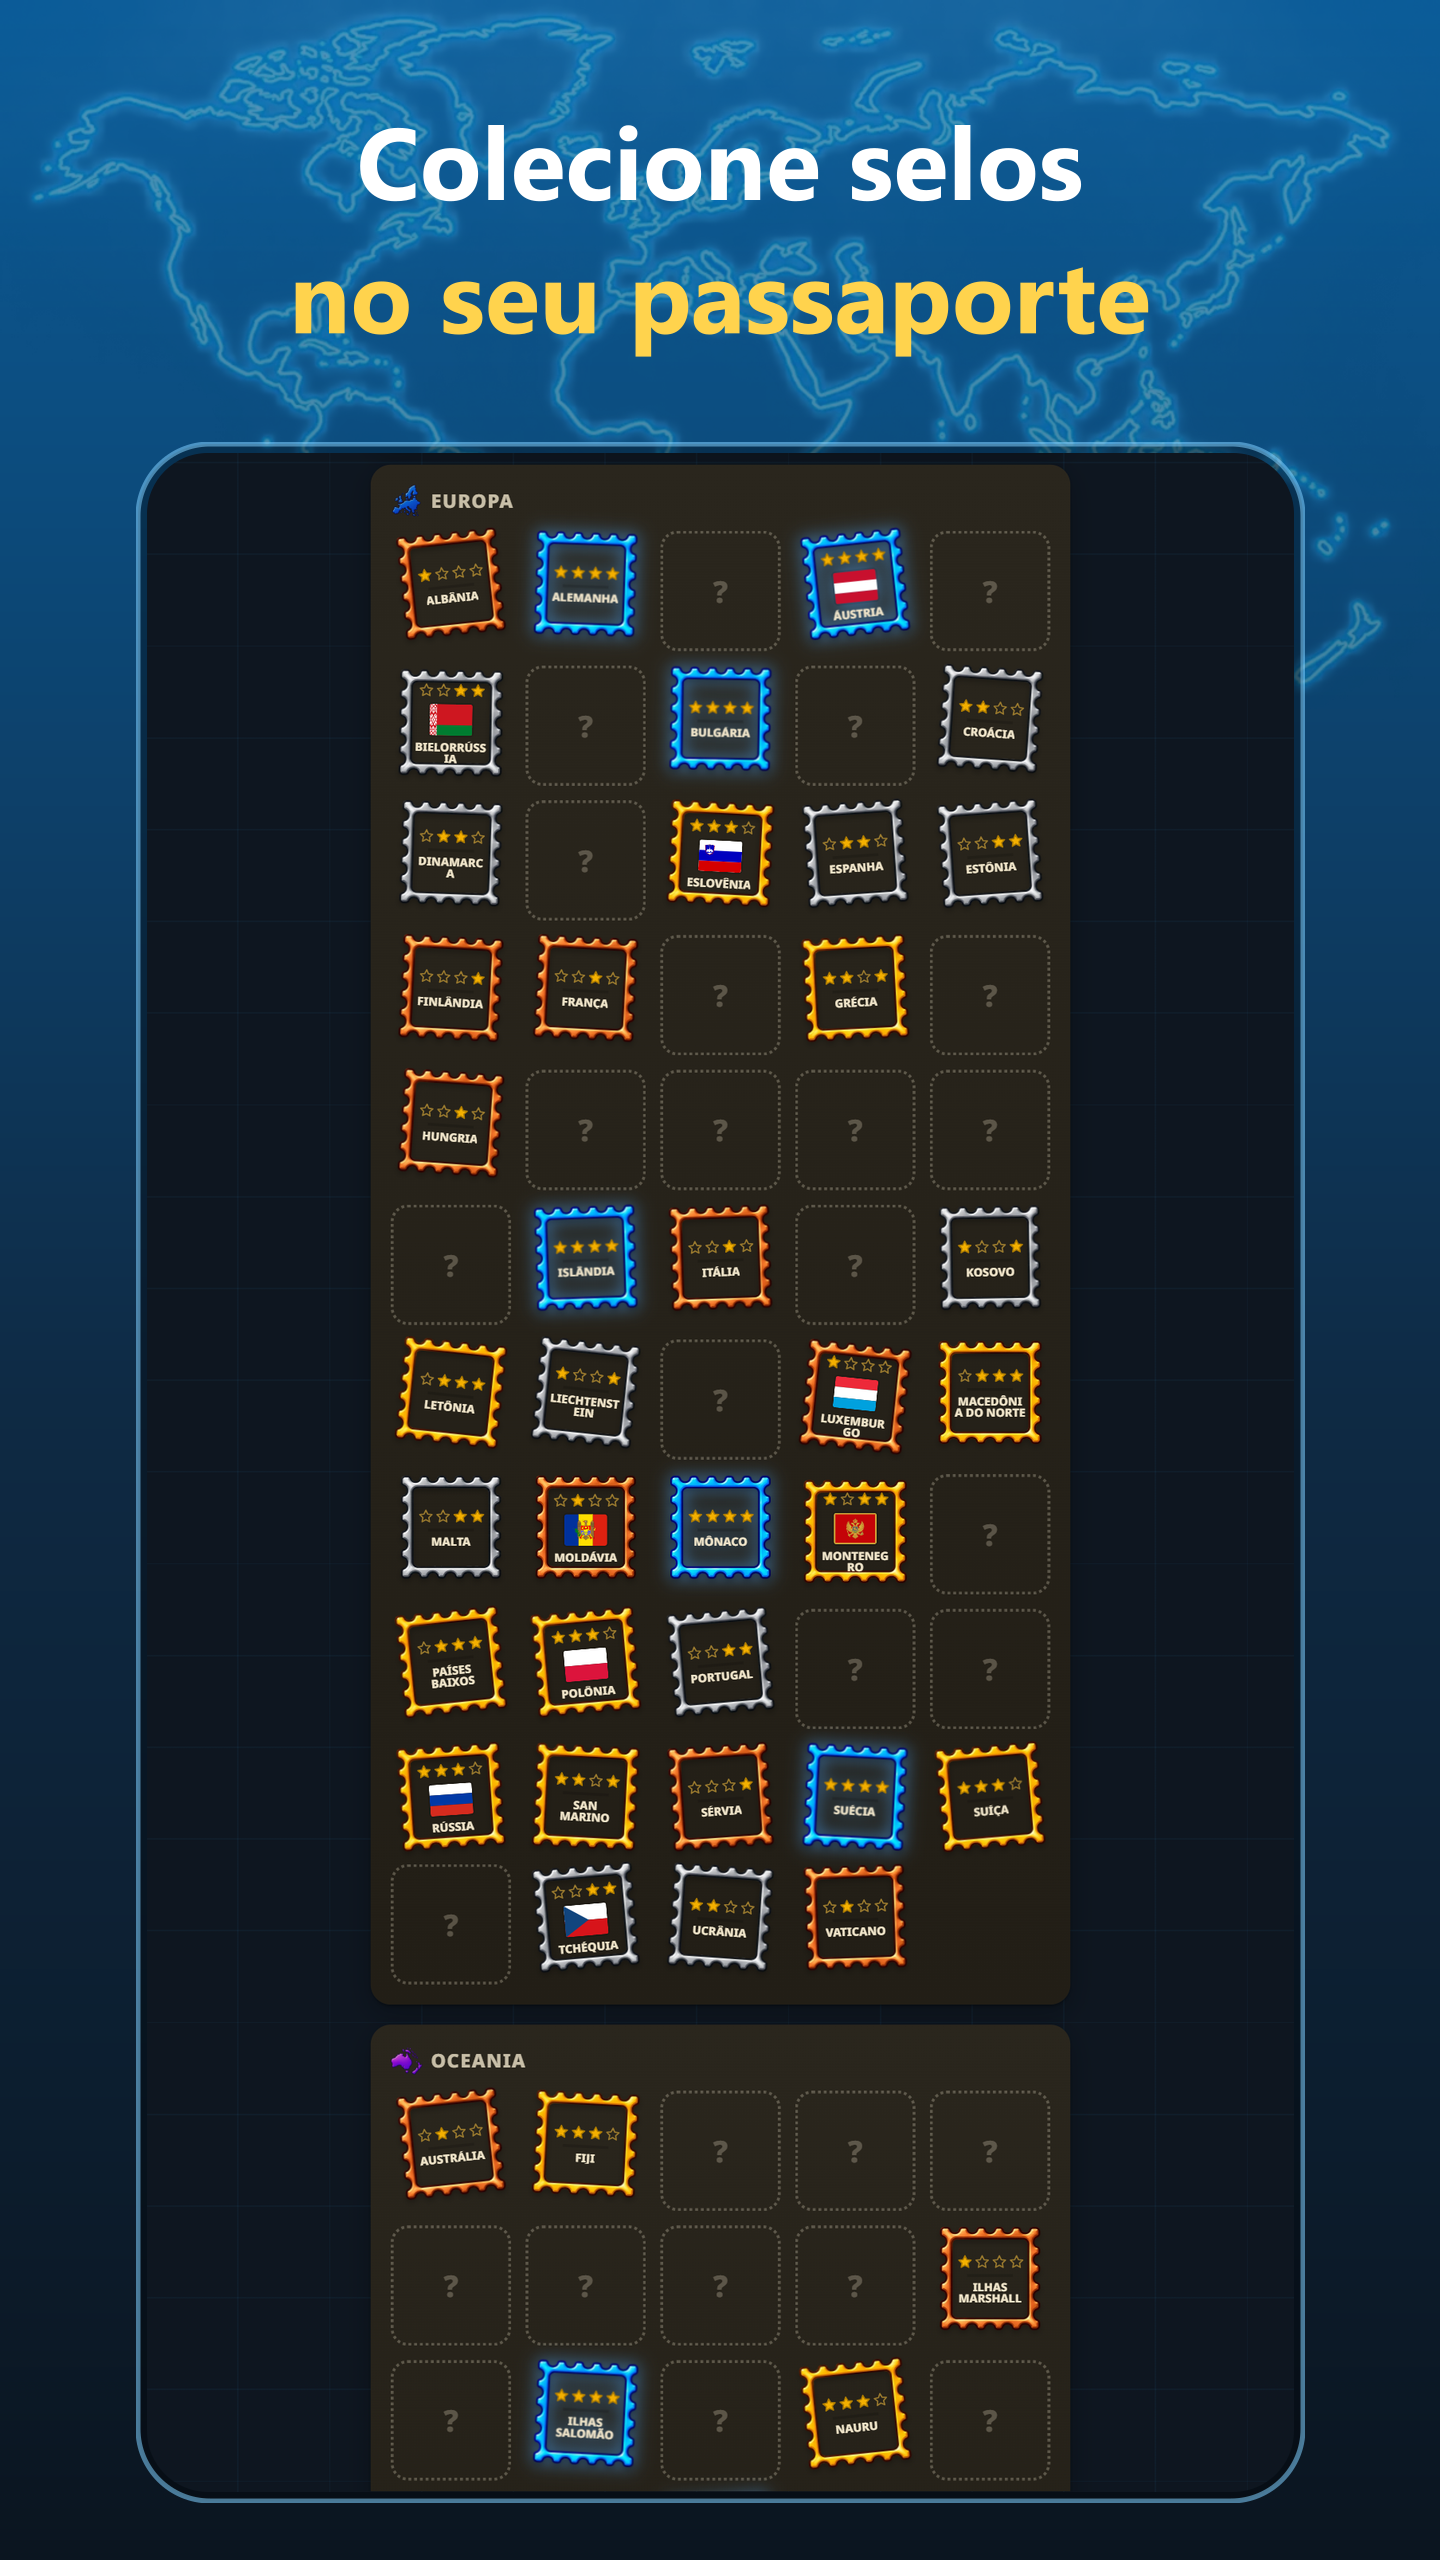 Colecione selos
no seu passaporte
EUROPA
ALBÂNIA
ALEMANHA
?
ÁUSTRIA
?
BIELORRÚSS
IA
?
BULGÁRIA
?
CROÁCIA
DINAMARC
A
?
ESLOVÊNIA
ESPANHA
ESTÔNIA
FINLÂNDIA
FRANÇA
?
GRÉCIA
?
HUNGRIA
?
?
?
?
?
ISLÂNDIA
ITÁLIA
?
KOSOVO
LETÔNIA
LIECHTENST
EIN
?
LUXEMBUR
GO
MACEDÔNI
A DO NORTE
MALTA
MOLDÁVIA
MÔNACO
MONTENEG
RO
?
PAÍSES
BAIXOS
POLÔNIA
PORTUGAL
?
?
RÚSSIA
SAN
MARINO
SÉRVIA
SUÉCIA
SUÍÇA
?
TCHÉQUIA
UCRÂNIA
VATICANO
OCEANIA
AUSTRÁLIA
FIJI
?
?
?
?
?
?
?
ILHAS
MARSHALL
?
ILHAS
SALOMÃO
?
NAURU
?